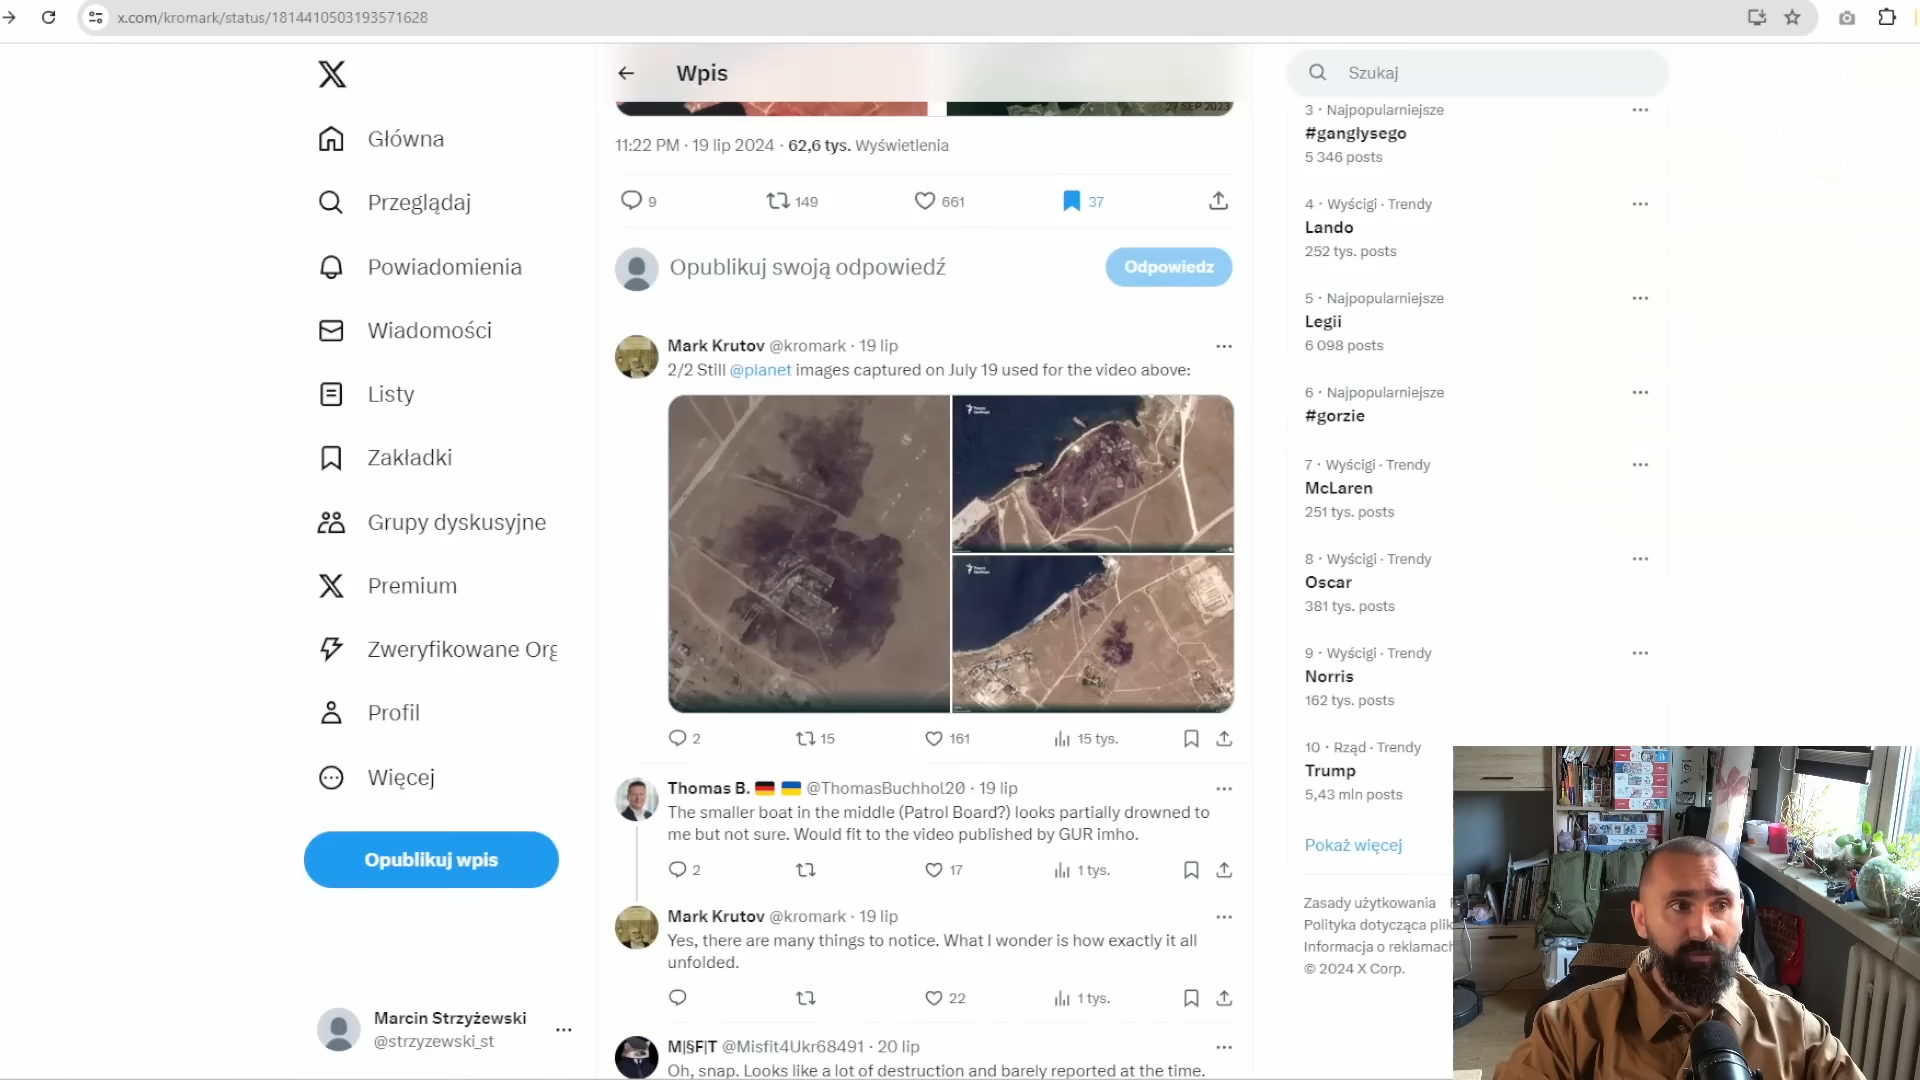 x.com/kromark/status/1814410503193571628
Główna
Przeglądaj
Powiadomienia
Wiadomości
Listy
Zakładki
Grupy dyskusyjne
Premium
Zweryfikowane Org
Profil
Więcej
Opublikuj wpis
Marcin Strzyżewski
@strzyzewski_st
Wpis
27 SEP 2023
11:22 PM · 19 lip 2024 · 62,6 tys. Wyświetlenia
9 149 661 37
Opublikuj swoją odpowiedź
Odpowiedz
Mark Krutov @kromark · 19 lip
2/2 Still @planet images captured on July 19 used for the video above:
2 15 161 15 tys.
Thomas B. @ThomasBuchhol20 · 19 lip
The smaller boat in the middle (Patrol Board?) looks partially drowned to
me but not sure. Would fit to the video published by GUR imho.
2 17 1 tys.
Mark Krutov @kromark · 19 lip
Yes, there are many things to notice. What I wonder is how exactly it all
unfolded.
22 1 tys.
M|§F|T @Misfit4Ukr68491 · 20 lip
Oh, snap. Looks like a lot of destruction and barely reported at the time.
Szukaj
3 · Najpopularniejsze
#ganglysego
5 346 posts
4 · Wyścigi · Trendy
Lando
252 tys. posts
5 · Najpopularniejsze
Legii
6 098 posts
6 · Najpopularniejsze
#gorzie
7 · Wyścigi · Trendy
McLaren
251 tys. posts
8 · Wyścigi · Trendy
Oscar
381 tys. posts
9 · Wyścigi · Trendy
Norris
162 tys. posts
10 · Rząd · Trendy
Trump
5,43 mln posts
Pokaż więcej
Zasady użytkowania
Polityka dotycząca plik
Informacja o reklamach
© 2024 X Corp.